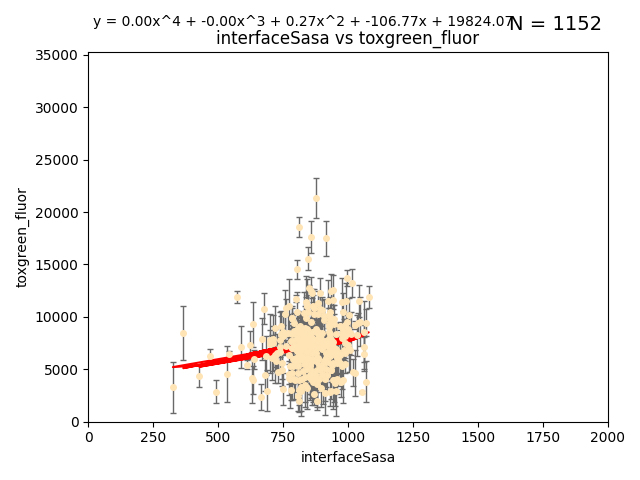 y = 0.00x^4 + -0.00x^3 + 0.27x^2 + -106.77x + 19824.07
N = 1152
interfaceSasa vs toxgreen_fluor
35000
30000
25000
20000
15000
10000
5000
0
toxgreen_fluor
0 250 500 750 1000 1250 1500 1750 2000
interfaceSasa